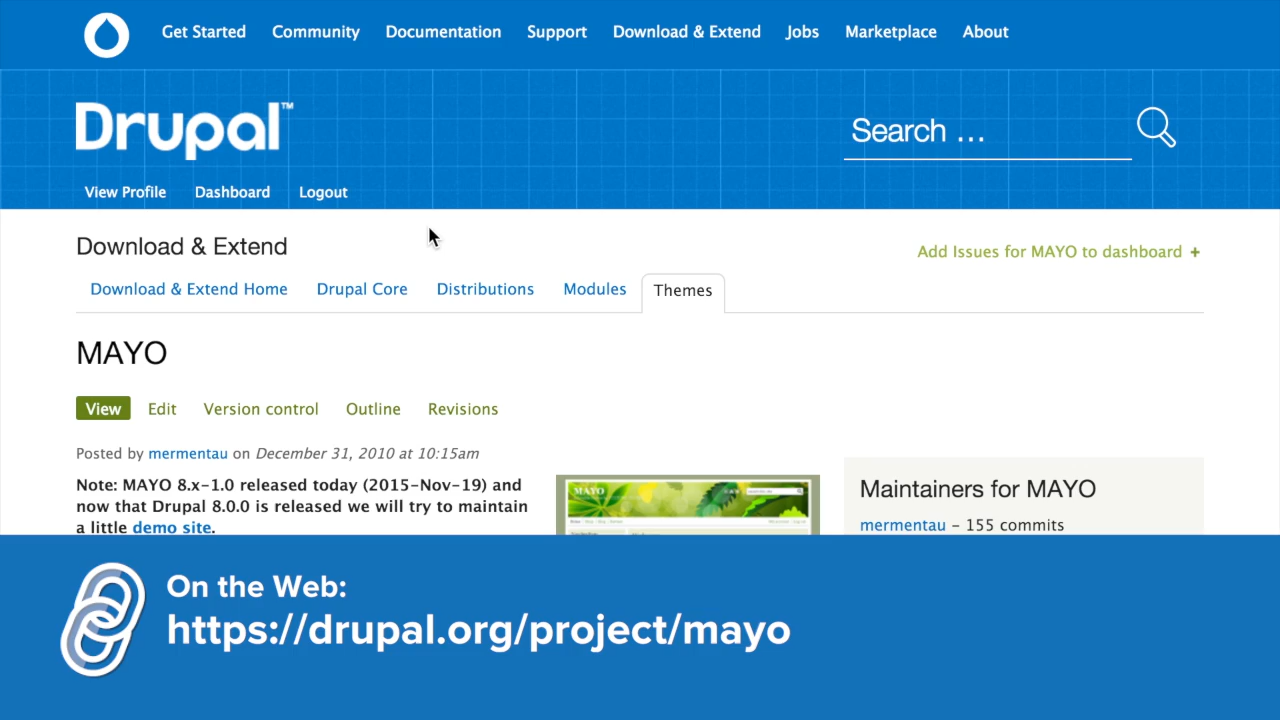 Get Started Community Documentation Support Download & Extend Jobs Marketplace About
Drupal™
Search ...
View Profile Dashboard Logout
Download & Extend
Add Issues for MAYO to dashboard +
Download & Extend Home Drupal Core Distributions Modules Themes
MAYO
View Edit Version control Outline Revisions
Posted by mermentau on December 31, 2010 at 10:15am
Note: MAYO 8.x-1.0 released today (2015-Nov-19) and
now that Drupal 8.0.0 is released we will try to maintain
a little demo site.
MAYO
Maintainers for MAYO
mermentau – 155 commits
On the Web:
https://drupal.org/project/mayo